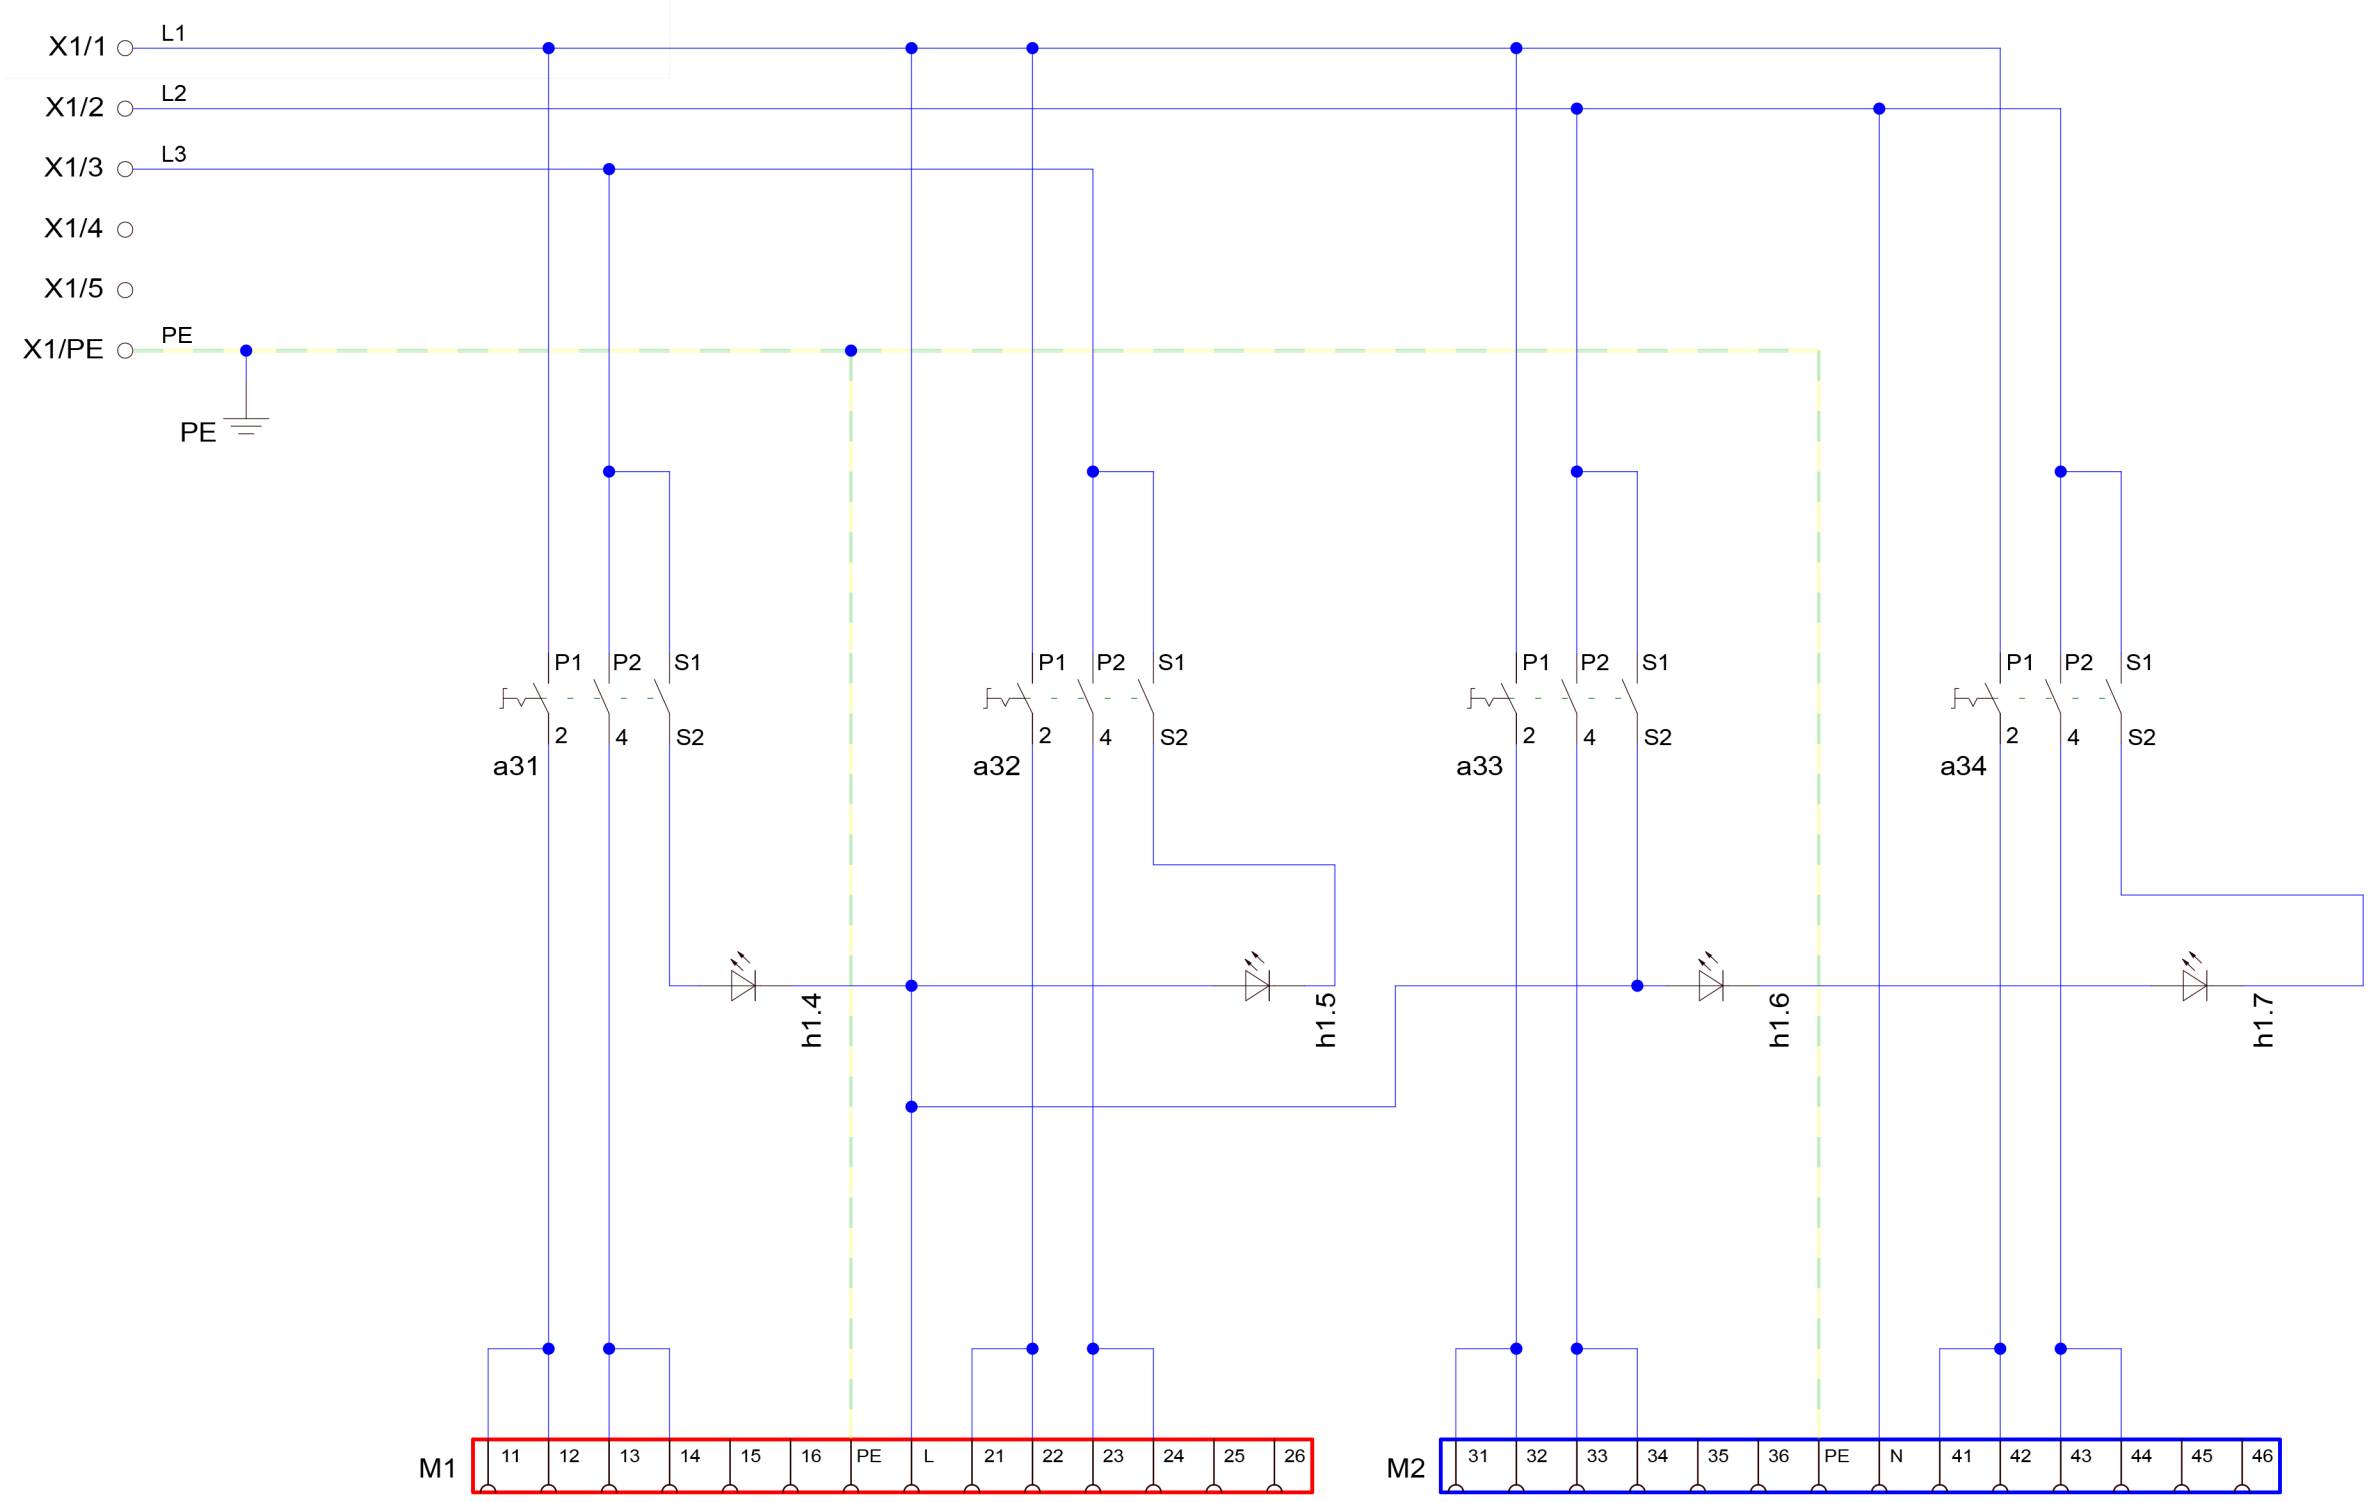 X1/1 L1
X1/2 L2
X1/3 L3
X1/4
X1/5
X1/PE PE
PE
P1 P2 S1 P1 P2 S1 P1 P2 S1 P1 P2 S1
2 4 S2 2 4 S2 2 4 S2 2 4 S2
a31 a32 a33 a34
h1.4 h1.5 h1.6 h1.7
M1 11 12 13 14 15 16 PE L 21 22 23 24 25 26 M2 31 32 33 34 35 36 PE N 41 42 43 44 45 46